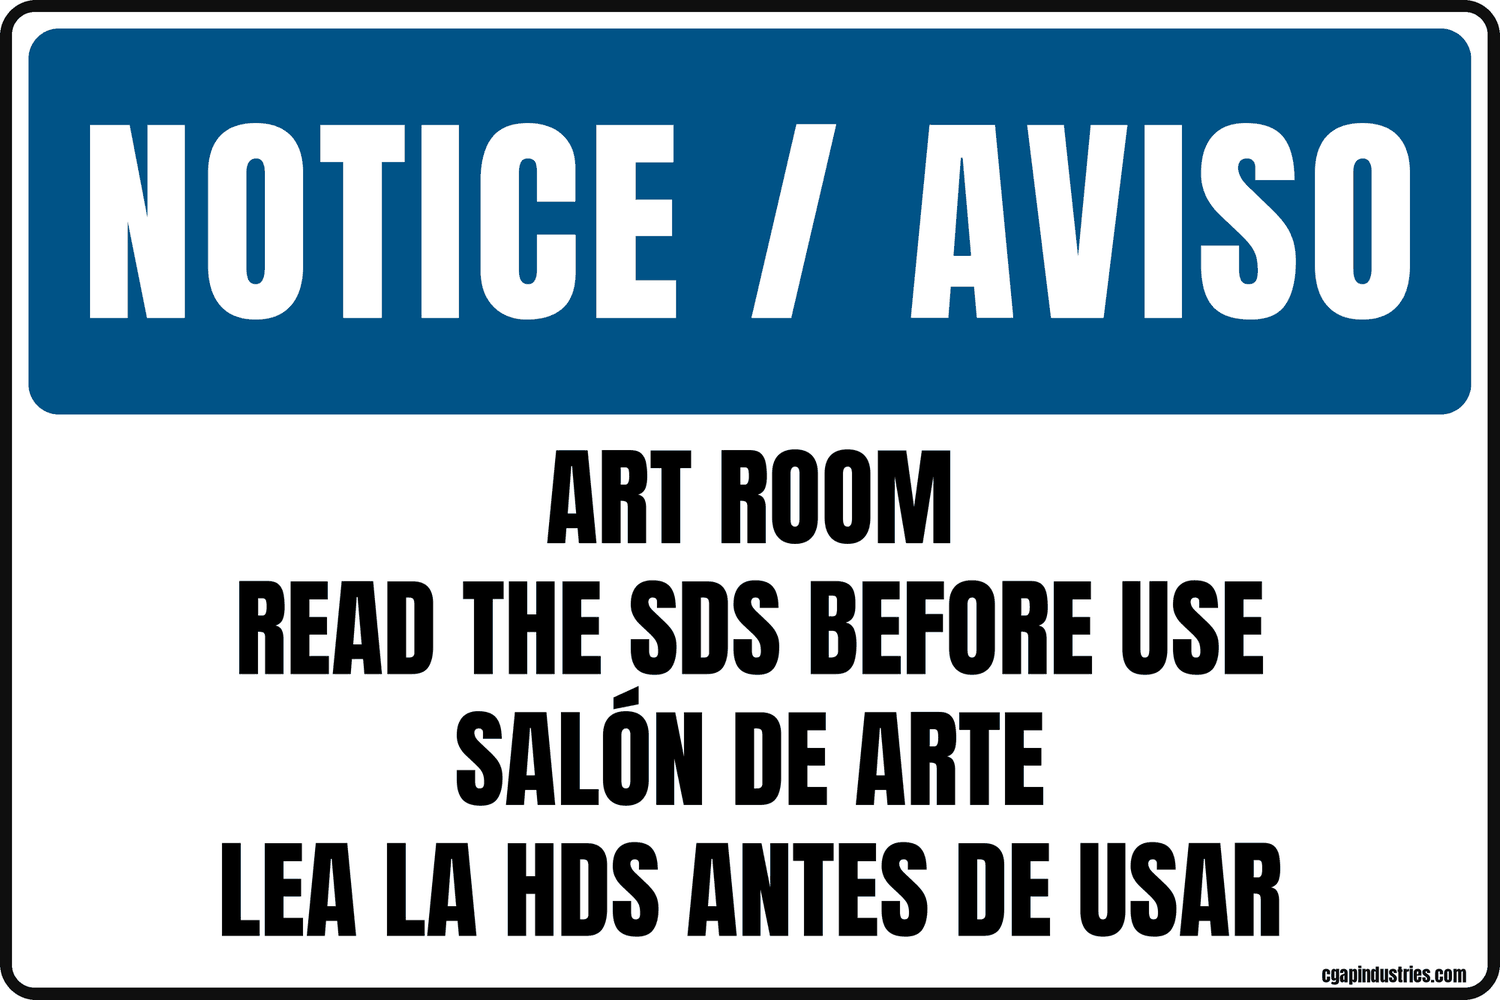 NOTICE / AVISO
ART ROOM
READ THE SDS BEFORE USE
SALÓN DE ARTE
LEA LA HDS ANTES DE USAR
cgapindustries.com